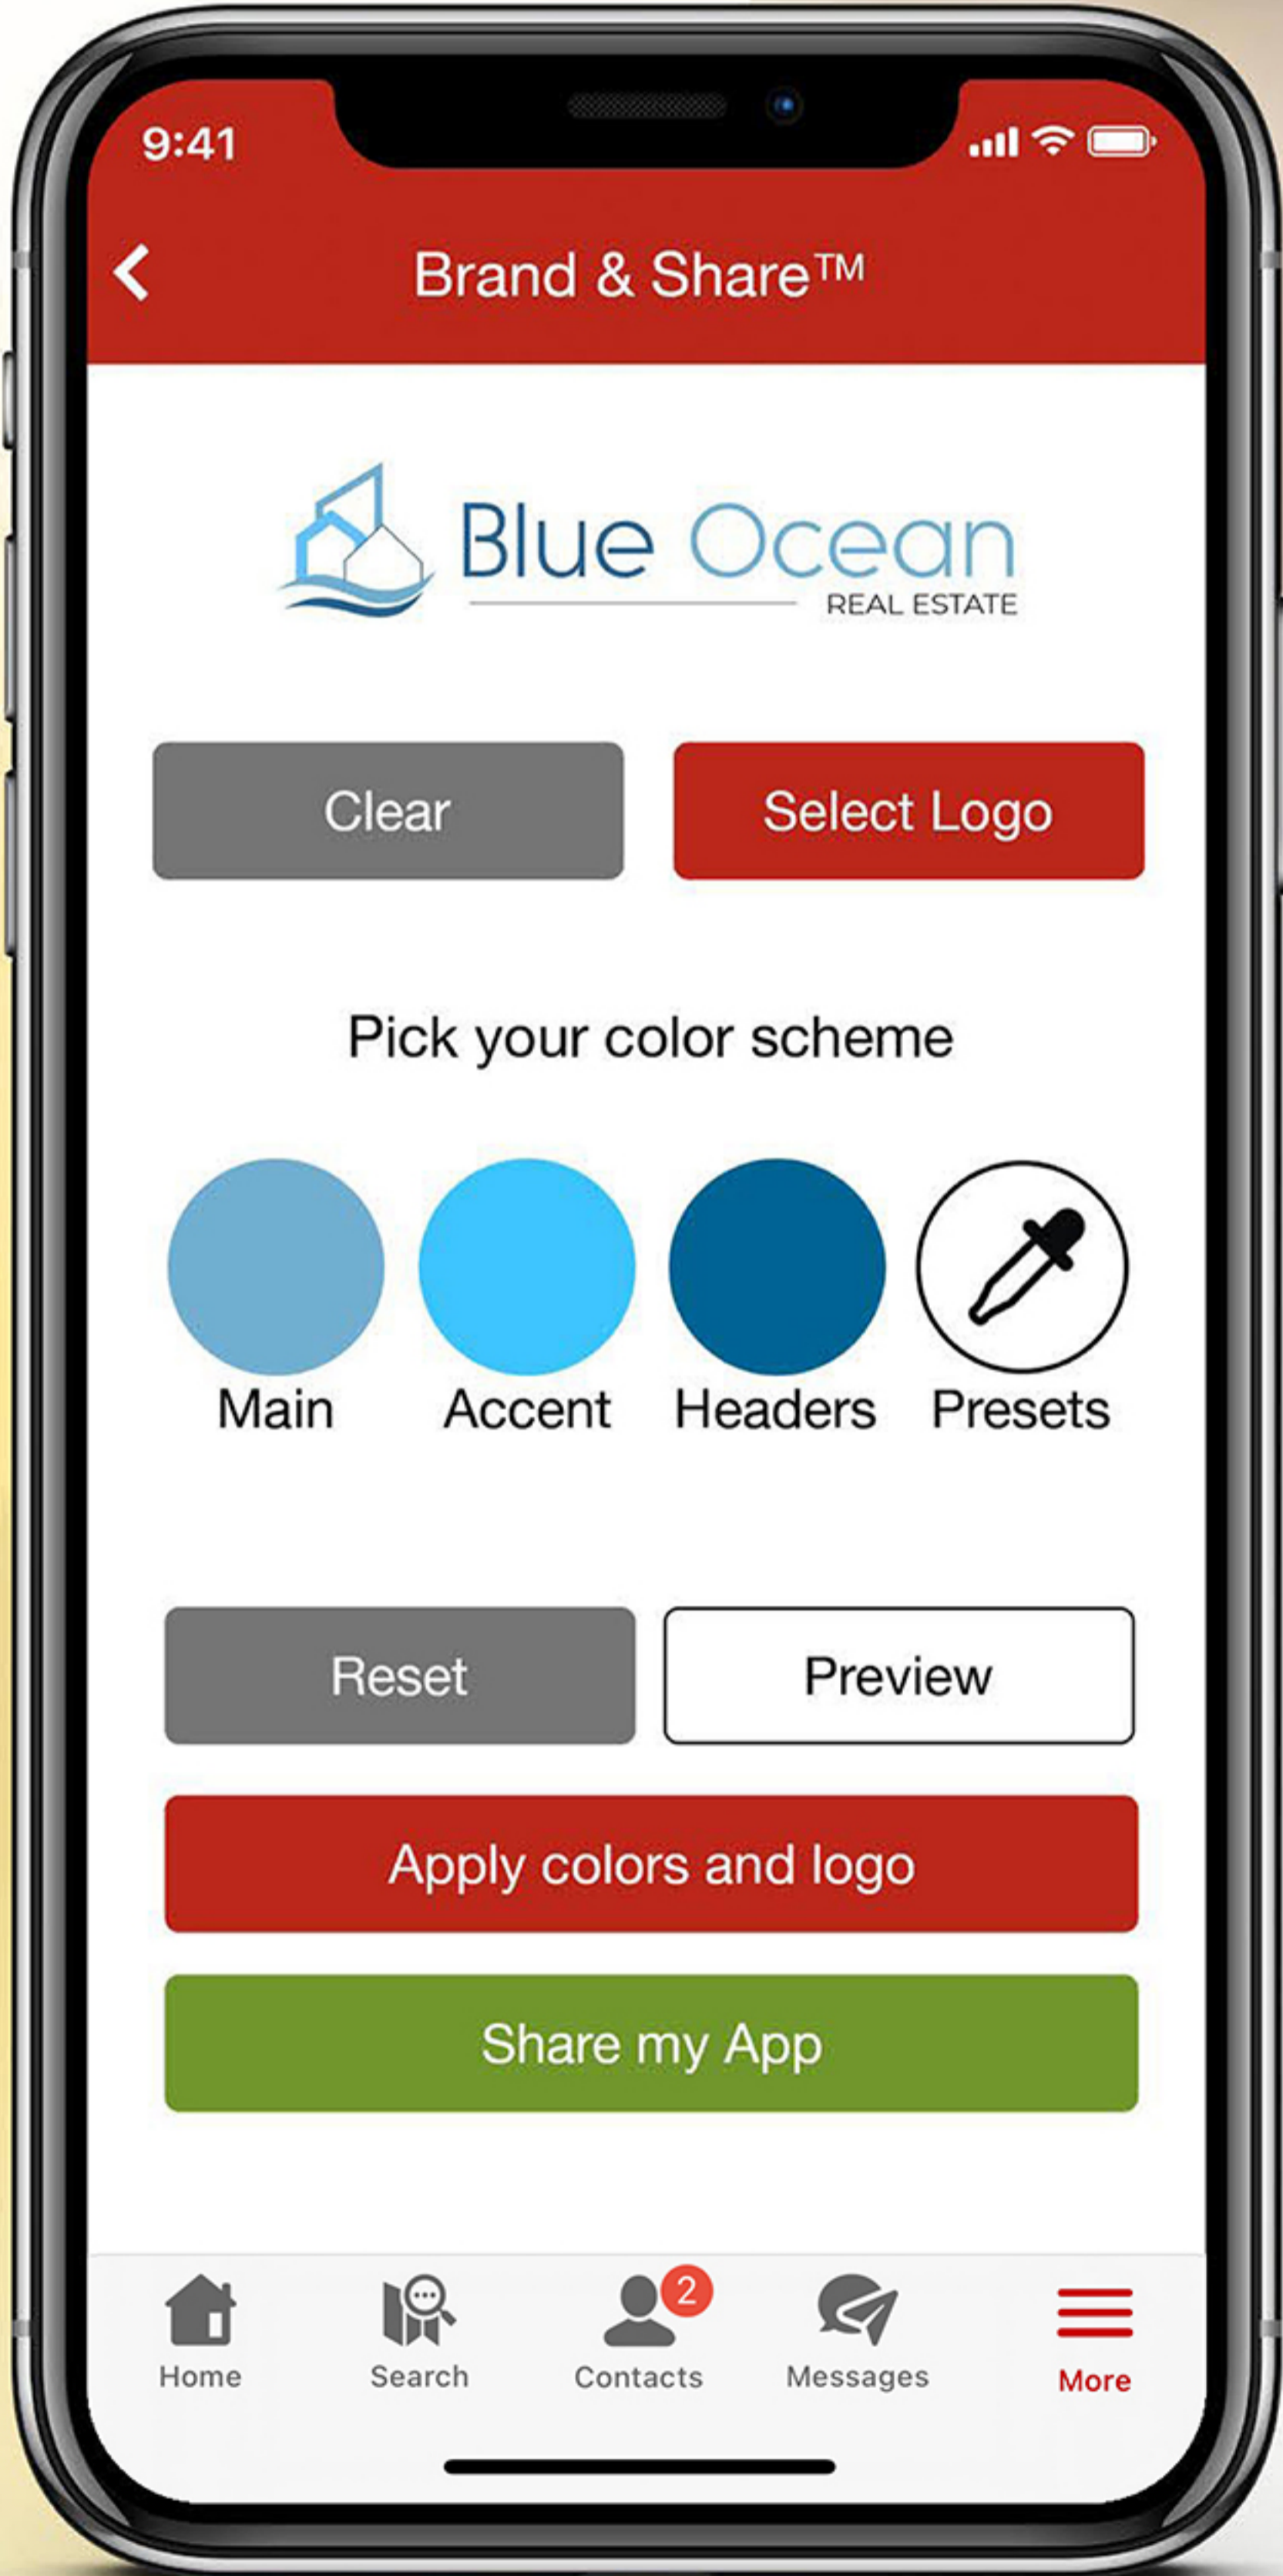 9:41
Brand & Share™
Blue Ocean
REAL ESTATE
Clear
Select Logo
Pick your color scheme
Main
Accent
Headers
Presets
Reset
Preview
Apply colors and logo
Share my App
2
Home
Search
Contacts
Messages
More